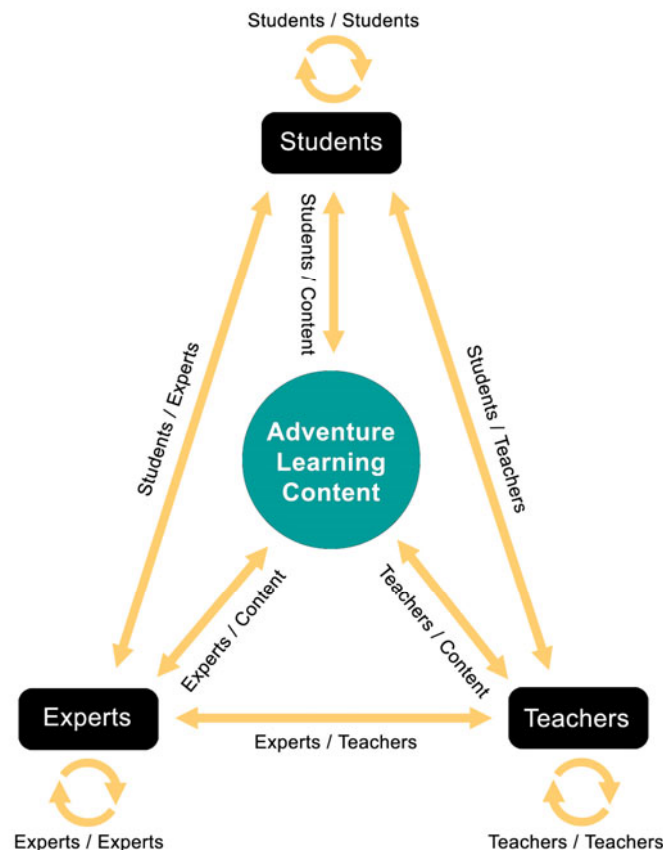 Students / Students
Students
Students / Content
Students / Experts
Students / Teachers
Adventure
Learning
Content
Experts / Content
Teachers / Content
Experts
Teachers
Experts / Teachers
Experts / Experts
Teachers / Teachers